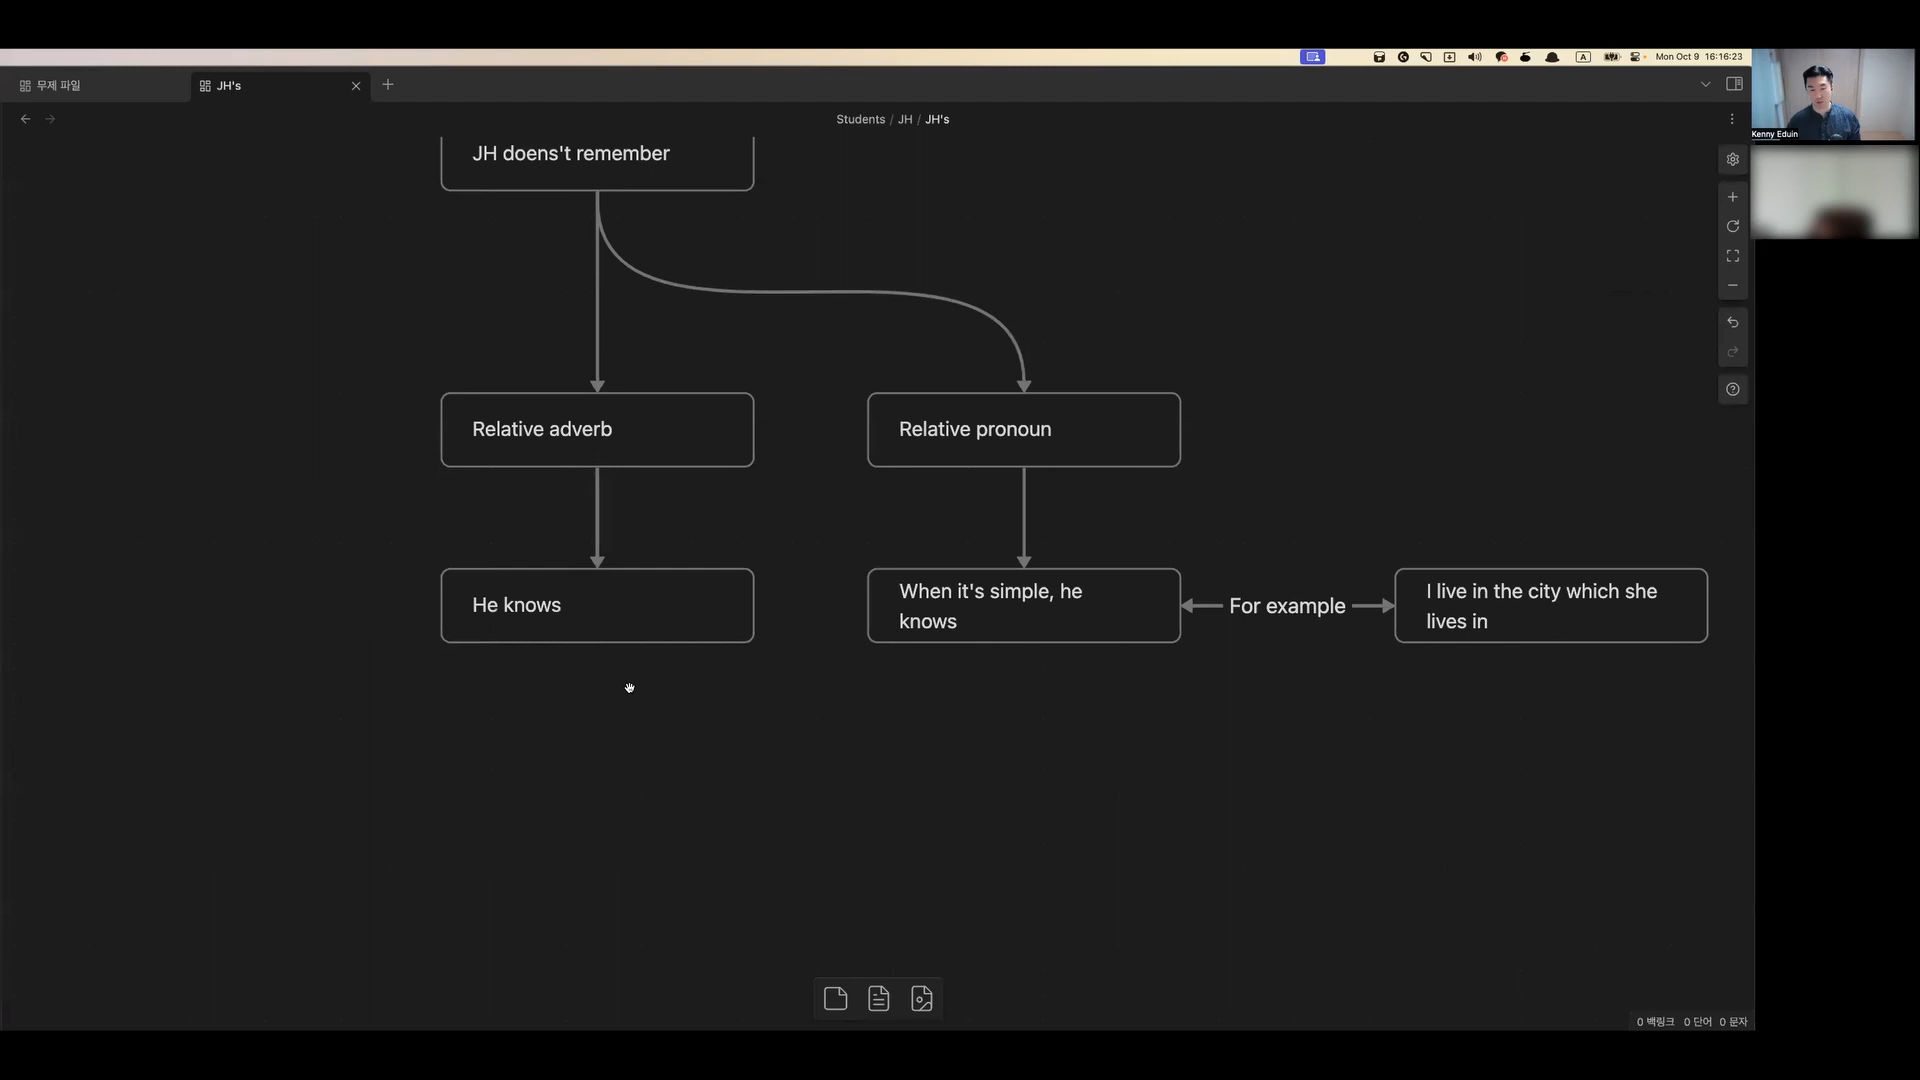 Mon Oct 9 16:16:23
무제 파일
JH's
Students / JH / JH's
Kenny Eduin
JH doens't remember
Relative adverb
Relative pronoun
He knows
When it's simple, he
knows
For example
I live in the city which she
lives in
0 백링크 0 단어 0 문자